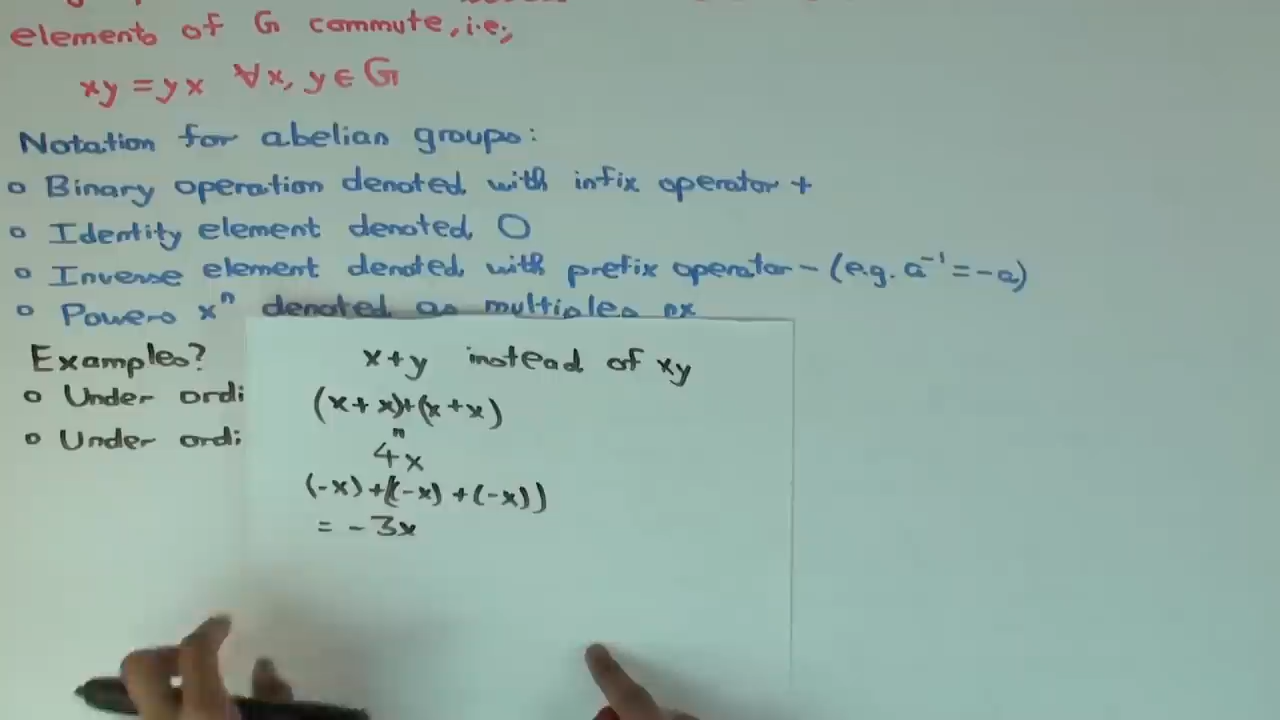 elements of G commute, i.e.,
xy = yx ∀x, y ∈ G
Notation for abelian groups:
o Binary operation denoted with infix operator +
o Identity element denoted 0
o Inverse element denoted with prefix operator - (e.g. a⁻¹ = -a)
o Powers xⁿ denoted as multiples nx
Examples?
o Under ordi
o Under ordi
x+y instead of xy
(x+x)+(x+x)
"
4x
(-x)+((-x)+(-x))
= -3x